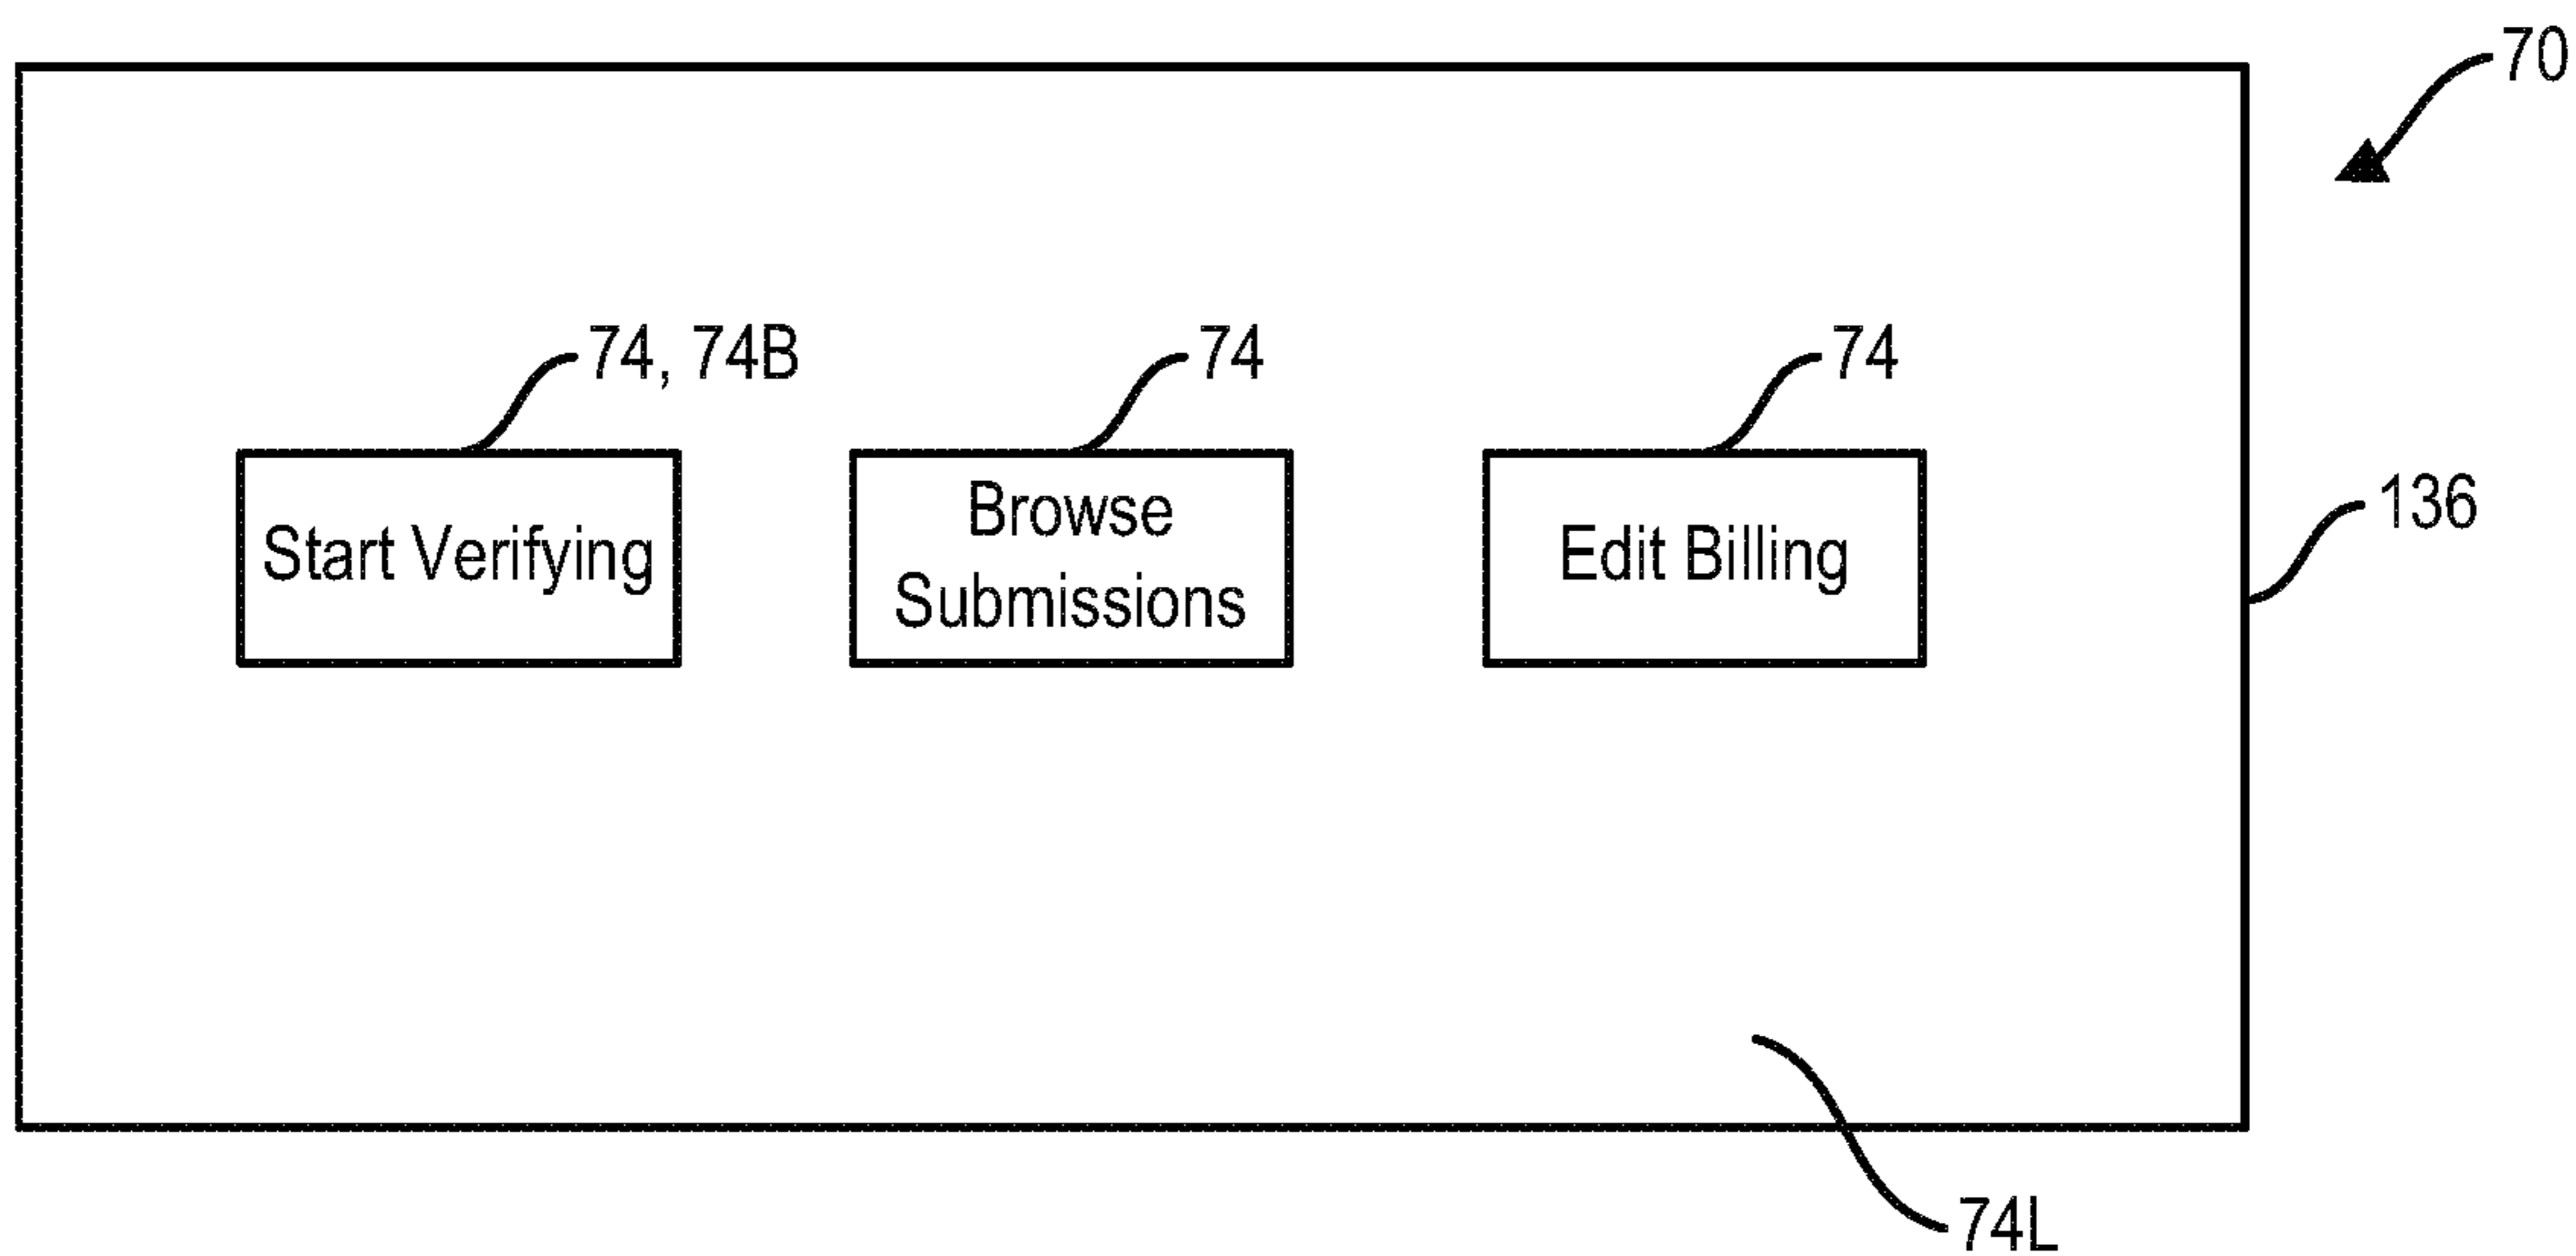 70
74, 74B
74
74
136
Start Verifying
Browse
Submissions
Edit Billing
74L